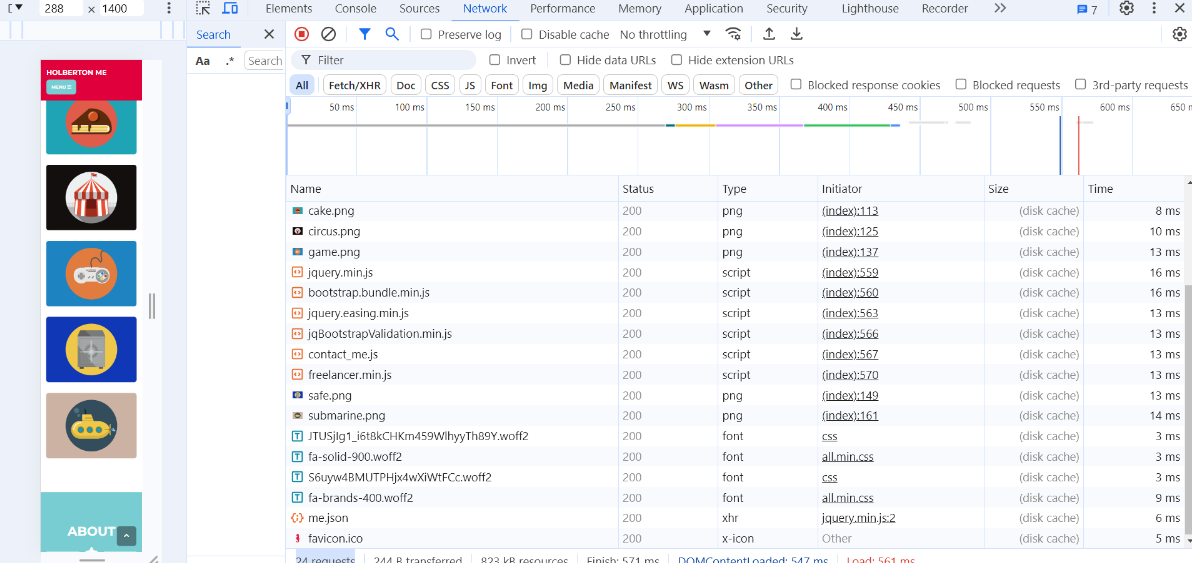 288 × 1400
Elements Console Sources Network Performance Memory Application Security Lighthouse Recorder 7
Search
Preserve log Disable cache No throttling
Aa .* Search
Filter Invert Hide data URLs Hide extension URLs
All Fetch/XHR Doc CSS JS Font Img Media Manifest WS Wasm Other Blocked response cookies Blocked requests 3rd-party requests
50 ms 100 ms 150 ms 200 ms 250 ms 300 ms 350 ms 400 ms 450 ms 500 ms 550 ms 600 ms 650
HOLBERTON ME
MENU
Name Status Type Initiator Size Time
cake.png 200 png (index):113 (disk cache) 8 ms
circus.png 200 png (index):125 (disk cache) 10 ms
game.png 200 png (index):137 (disk cache) 13 ms
jquery.min.js 200 script (index):559 (disk cache) 16 ms
bootstrap.bundle.min.js 200 script (index):560 (disk cache) 16 ms
jquery.easing.min.js 200 script (index):563 (disk cache) 13 ms
jqBootstrapValidation.min.js 200 script (index):566 (disk cache) 13 ms
contact_me.js 200 script (index):567 (disk cache) 13 ms
freelancer.min.js 200 script (index):570 (disk cache) 13 ms
safe.png 200 png (index):149 (disk cache) 13 ms
submarine.png 200 png (index):161 (disk cache) 14 ms
JTUSjIg1_i6t8kCHKm459WlhyyTh89Y.woff2 200 font css (disk cache) 3 ms
fa-solid-900.woff2 200 font all.min.css (disk cache) 3 ms
S6uyw4BMUTPHjx4wXiWtFCc.woff2 200 font css (disk cache) 3 ms
fa-brands-400.woff2 200 font all.min.css (disk cache) 9 ms
me.json 200 xhr jquery.min.js:2 (disk cache) 6 ms
favicon.ico 200 x-icon Other (disk cache) 5 ms
ABOUT
24 requests 244 B transferred 823 kB resources Finish: 571 ms DOMContentLoaded: 547 ms Load: 561 ms